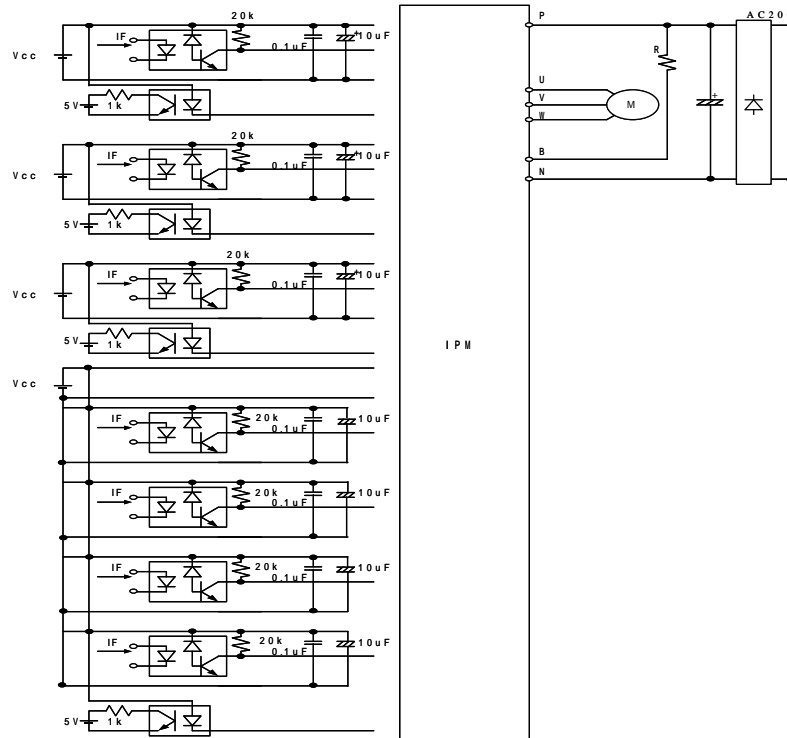 20k
IF
0.1uF
10uF
Vcc
5V
1k
20k
IF
0.1uF
10uF
Vcc
5V
1k
20k
IF
0.1uF
10uF
Vcc
5V
1k
Vcc
IF
20k
0.1uF
10uF
IF
20k
0.1uF
10uF
IF
20k
0.1uF
10uF
IF
20k
0.1uF
10uF
5V
1k
IPM
P
R
U
V
W
M
B
N